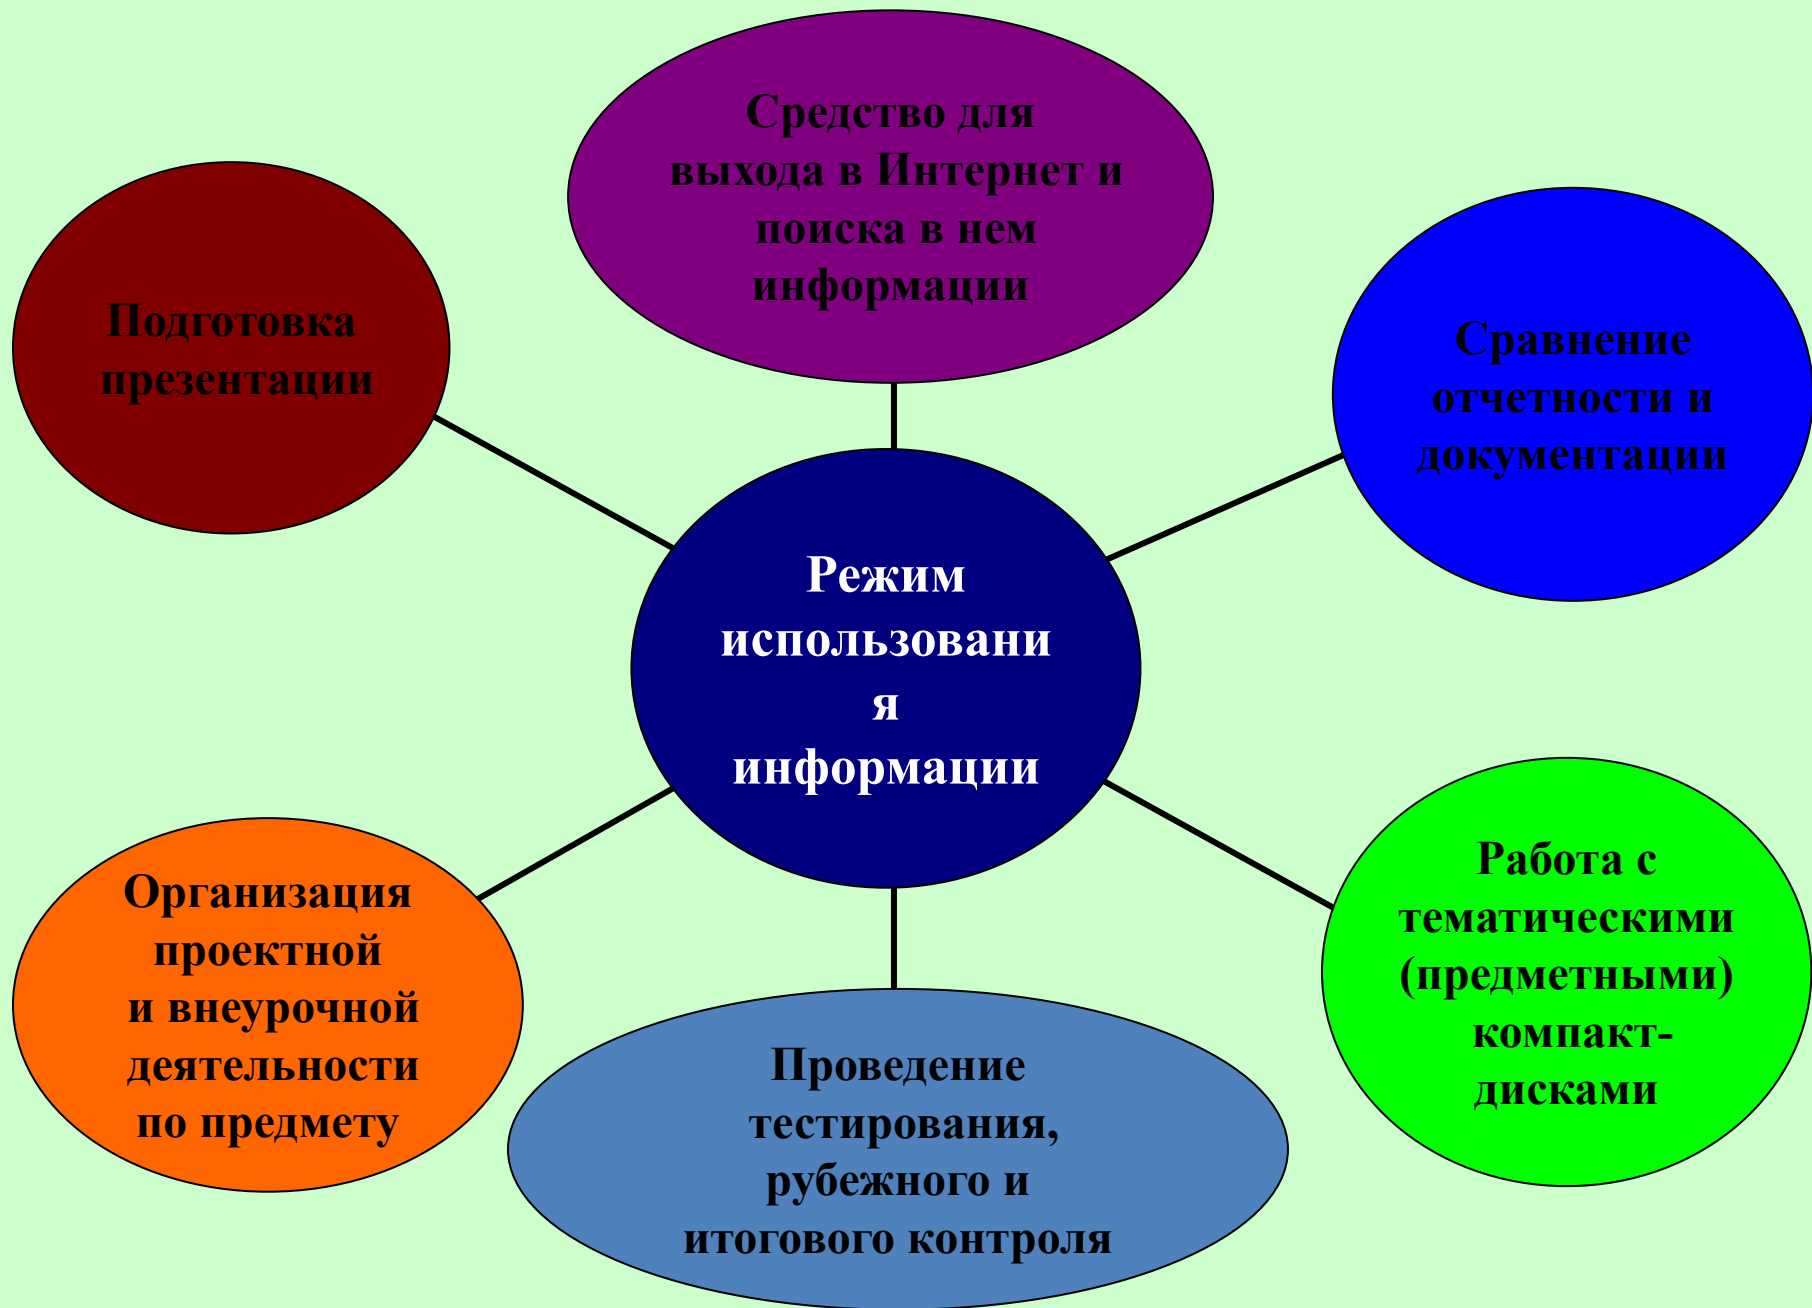 Средство для
выхода в Интернет и
поиска в нем
информации
Подготовка
презентации
Сравнение
отчетности и
документации
Режим
использовани
я
информации
Организация
проектной
и внеурочной
деятельности
по предмету
Работа с
тематическими
(предметными)
компакт-
дисками
Проведение
тестирования,
рубежного и
итогового контроля